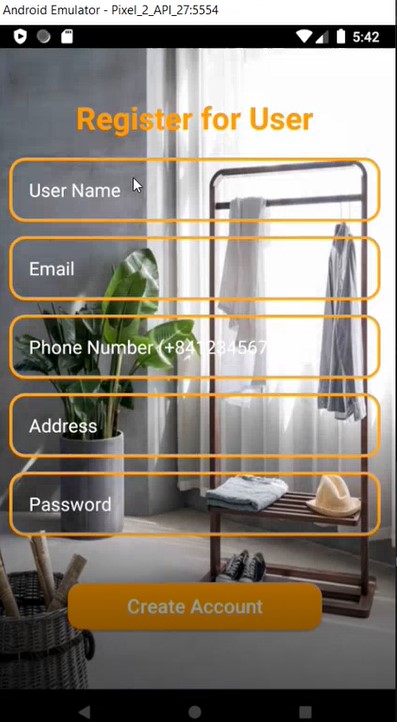 Android Emulator - Pixel_2_API_27:5554
5:42
Register for User
User Name
Email
Phone Number (+841234567
Address
Password
Create Account